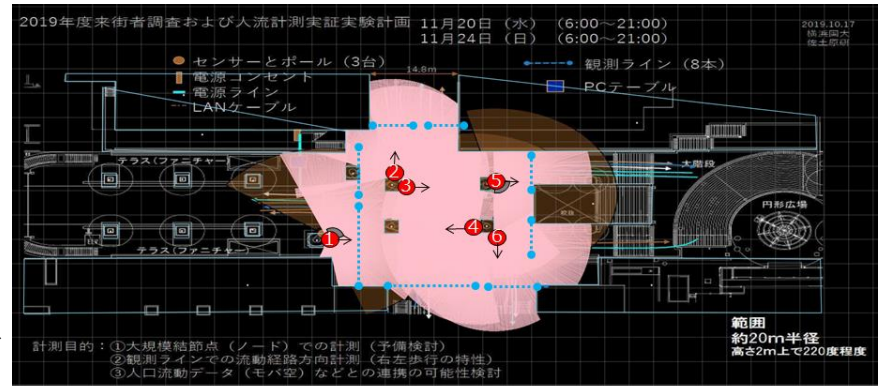 2019年度来街者調査および人流計測実証実験計画 11月20日（水）（6:00～21:00）
11月24日（日）（6:00～21:00）
2019.10.17
横浜国大
佐土原研
センサーとポール（3台）
電源コンセント
電源ライン
LANケーブル
14.8m
観測ライン（8本）
PCテーブル
テラス(ファニチャー)
大階段
2
3
5
円形広場
1
4
6
テラス(ファニチャー)
範囲
約20m半径
高さ2m上で220度程度
計測目的：①大規模結節点（ノード）での計測（予備検討）
②観測ラインでの流動経路方向計測（右左歩行の特性）
③人口流動データ（モバ空）などとの連携の可能性検討